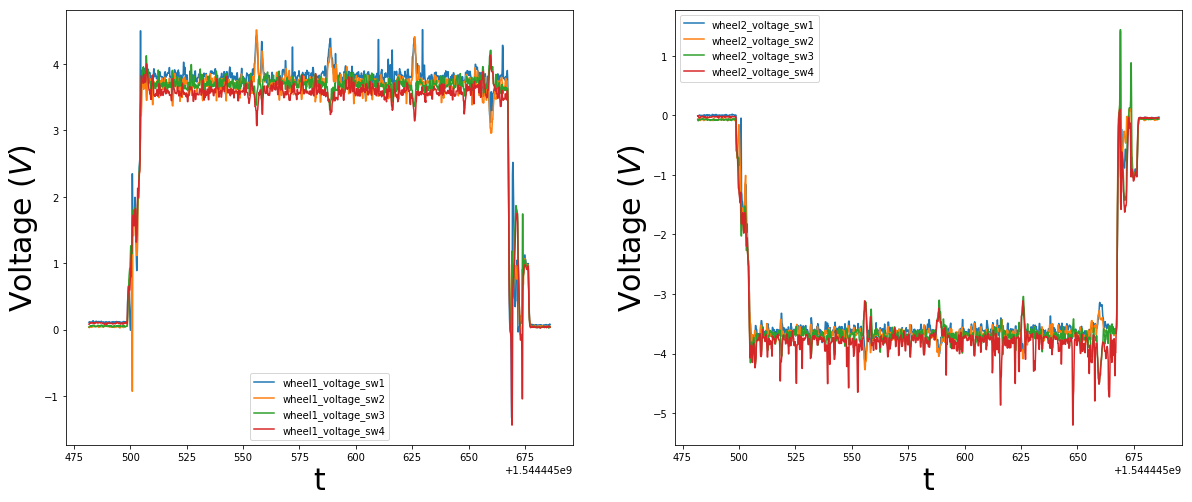 Voltage (V)
4
3
2
1
0
−1
wheel1_voltage_sw1
wheel1_voltage_sw2
wheel1_voltage_sw3
wheel1_voltage_sw4
475 500 525 550 575 600 625 650 675
+1.544445e9
t
Voltage (V)
wheel2_voltage_sw1
wheel2_voltage_sw2
wheel2_voltage_sw3
wheel2_voltage_sw4
1
0
−1
−2
−3
−4
−5
475 500 525 550 575 600 625 650 675
+1.544445e9
t